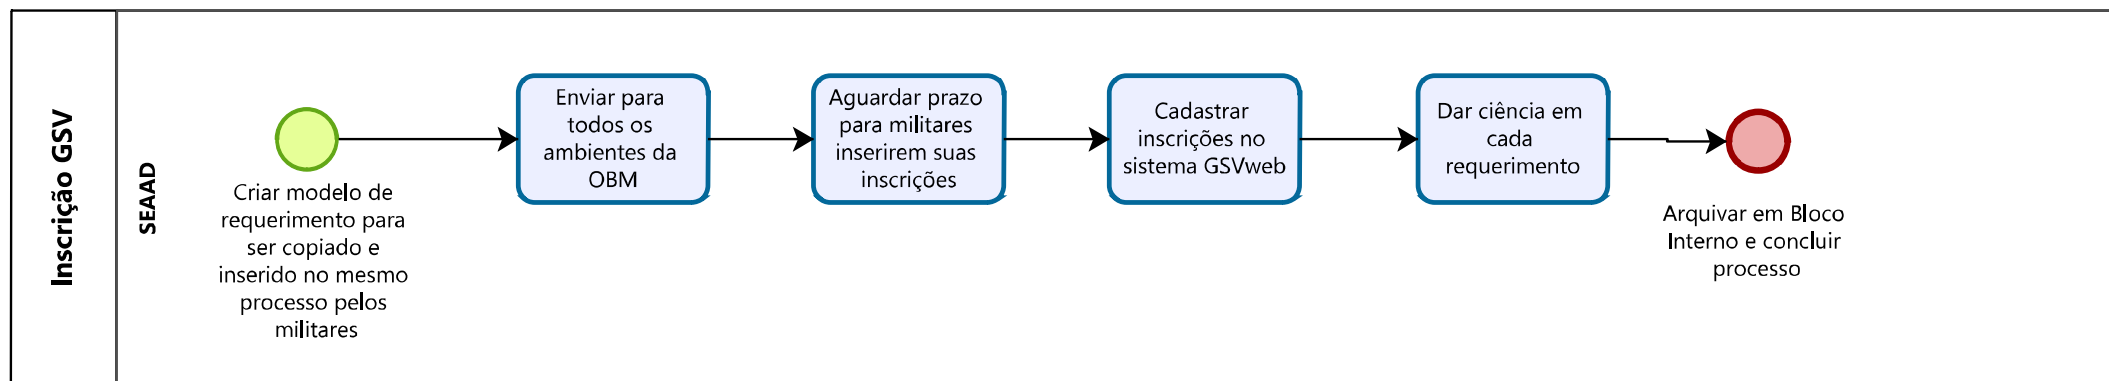 Inscrição GSV
SEAAD
Criar modelo de
requerimento para
ser copiado e
inserido no mesmo
processo pelos
militares
Enviar para
todos os
ambientes da
OBM
Aguardar prazo
para militares
inserirem suas
inscrições
Cadastrar
inscrições no
sistema GSVweb
Dar ciência em
cada
requerimento
Arquivar em Bloco
Interno e concluir
processo